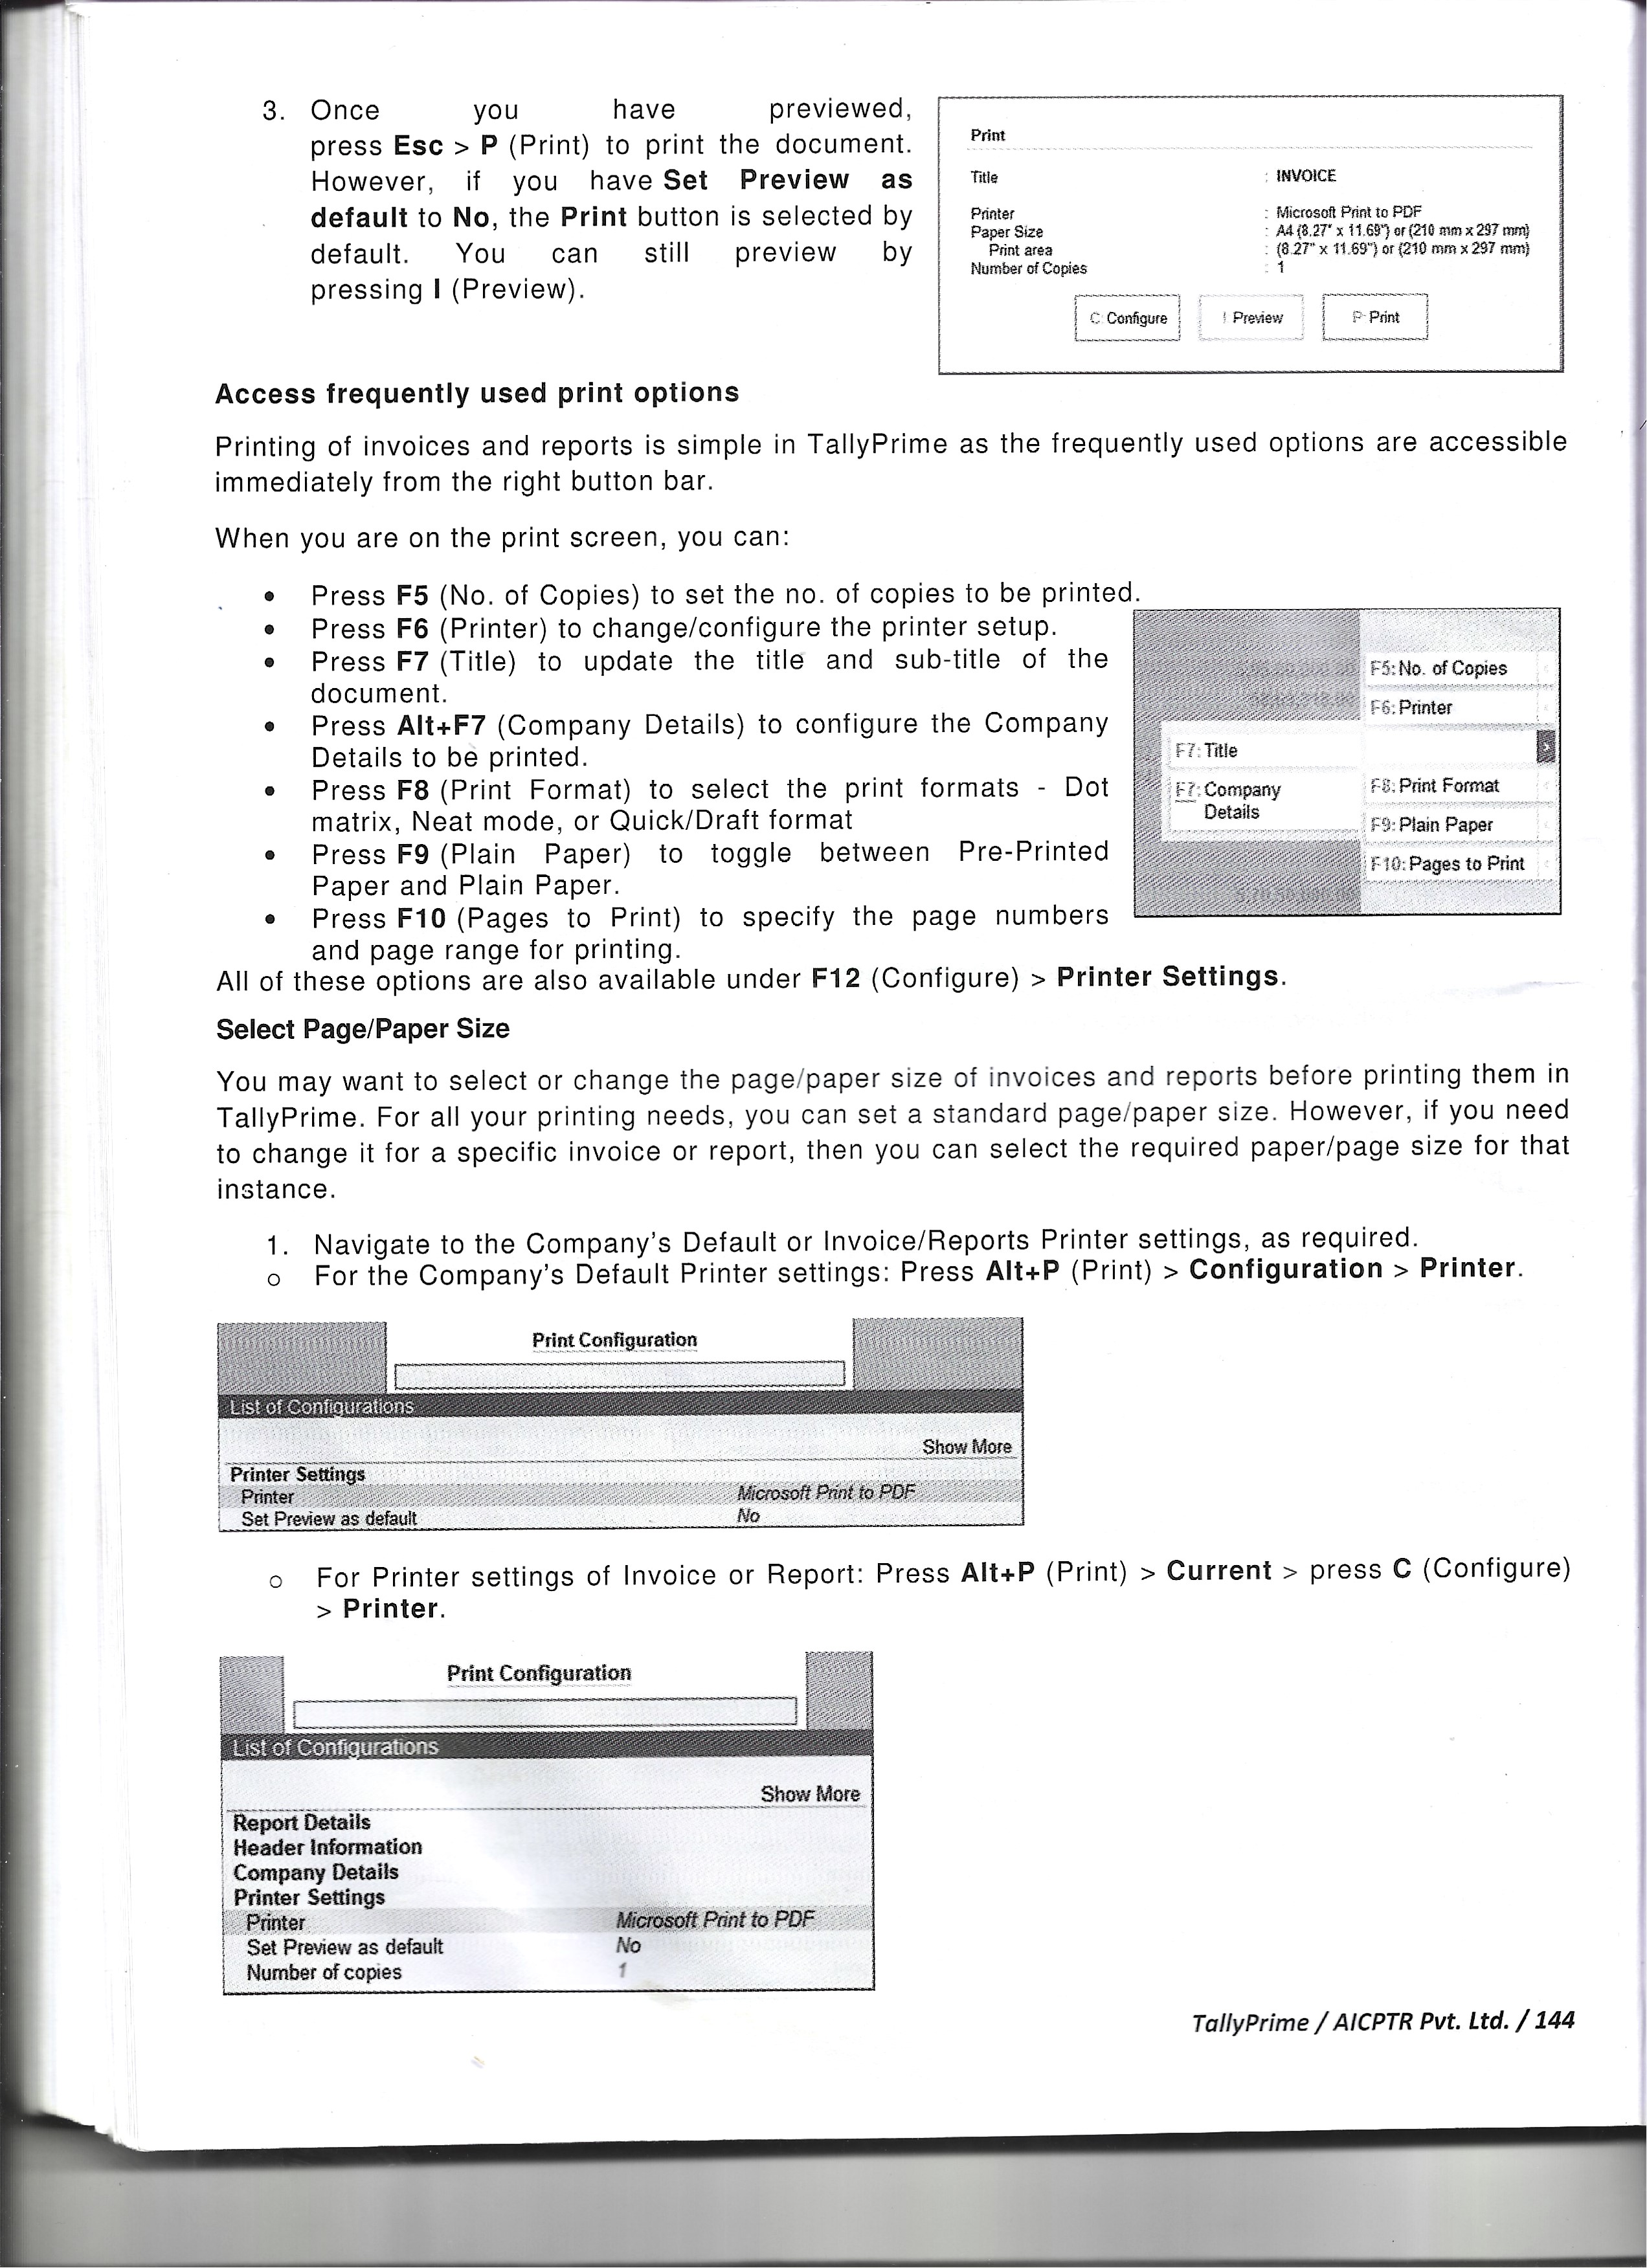 3. Once you have previewed,
press Esc > P (Print) to print the document.
However, if you have Set Preview as
default to No, the Print button is selected by
default. You can still preview by
pressing I (Preview).
Print
Title : INVOICE
Printer : Microsoft Print to PDF
Paper Size : A4 (8.27" x 11.69") or (210 mm x 297 mm)
Print area : (8.27" x 11.69") or (210 mm x 297 mm)
Number of Copies : 1
C: Configure I: Preview P: Print
Access frequently used print options
Printing of invoices and reports is simple in TallyPrime as the frequently used options are accessible
immediately from the right button bar.
When you are on the print screen, you can:
• Press F5 (No. of Copies) to set the no. of copies to be printed.
• Press F6 (Printer) to change/configure the printer setup.
• Press F7 (Title) to update the title and sub-title of the
document.
• Press Alt+F7 (Company Details) to configure the Company
Details to be printed.
• Press F8 (Print Format) to select the print formats - Dot
matrix, Neat mode, or Quick/Draft format
• Press F9 (Plain Paper) to toggle between Pre-Printed
Paper and Plain Paper.
• Press F10 (Pages to Print) to specify the page numbers
and page range for printing.
F5: No. of Copies
F6: Printer
F7: Title
F7: Company
Details
F8: Print Format
F9: Plain Paper
F10: Pages to Print
All of these options are also available under F12 (Configure) > Printer Settings.
Select Page/Paper Size
You may want to select or change the page/paper size of invoices and reports before printing them in
TallyPrime. For all your printing needs, you can set a standard page/paper size. However, if you need
to change it for a specific invoice or report, then you can select the required paper/page size for that
instance.
1. Navigate to the Company's Default or Invoice/Reports Printer settings, as required.
o For the Company's Default Printer settings: Press Alt+P (Print) > Configuration > Printer.
Print Configuration
List of Configurations
Show More
Printer Settings
Printer Microsoft Print to PDF
Set Preview as default No
o For Printer settings of Invoice or Report: Press Alt+P (Print) > Current > press C (Configure)
> Printer.
Print Configuration
List of Configurations
Show More
Report Details
Header Information
Company Details
Printer Settings
Printer Microsoft Print to PDF
Set Preview as default No
Number of copies 1
TallyPrime / AICPTR Pvt. Ltd. / 144